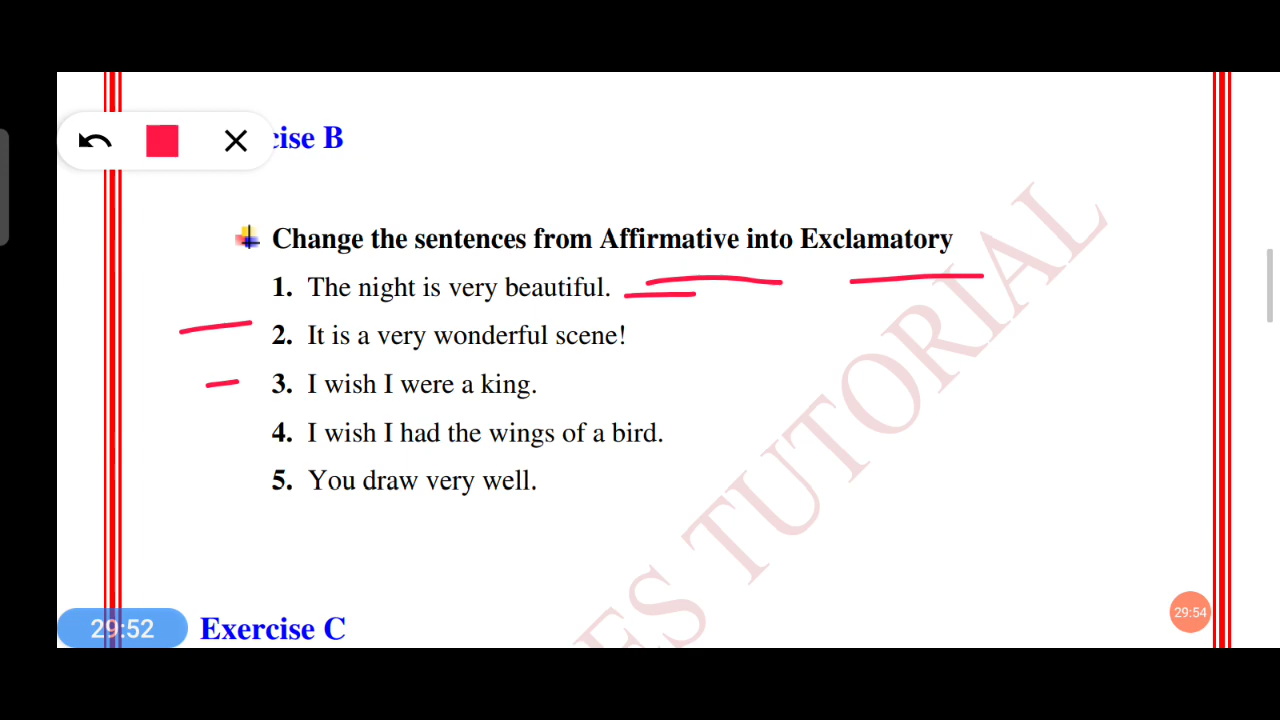 cise B
Change the sentences from Affirmative into Exclamatory
1. The night is very beautiful.
2. It is a very wonderful scene!
3. I wish I were a king.
4. I wish I had the wings of a bird.
5. You draw very well.
ES TUTORIAL
29:54
29:52
Exercise C